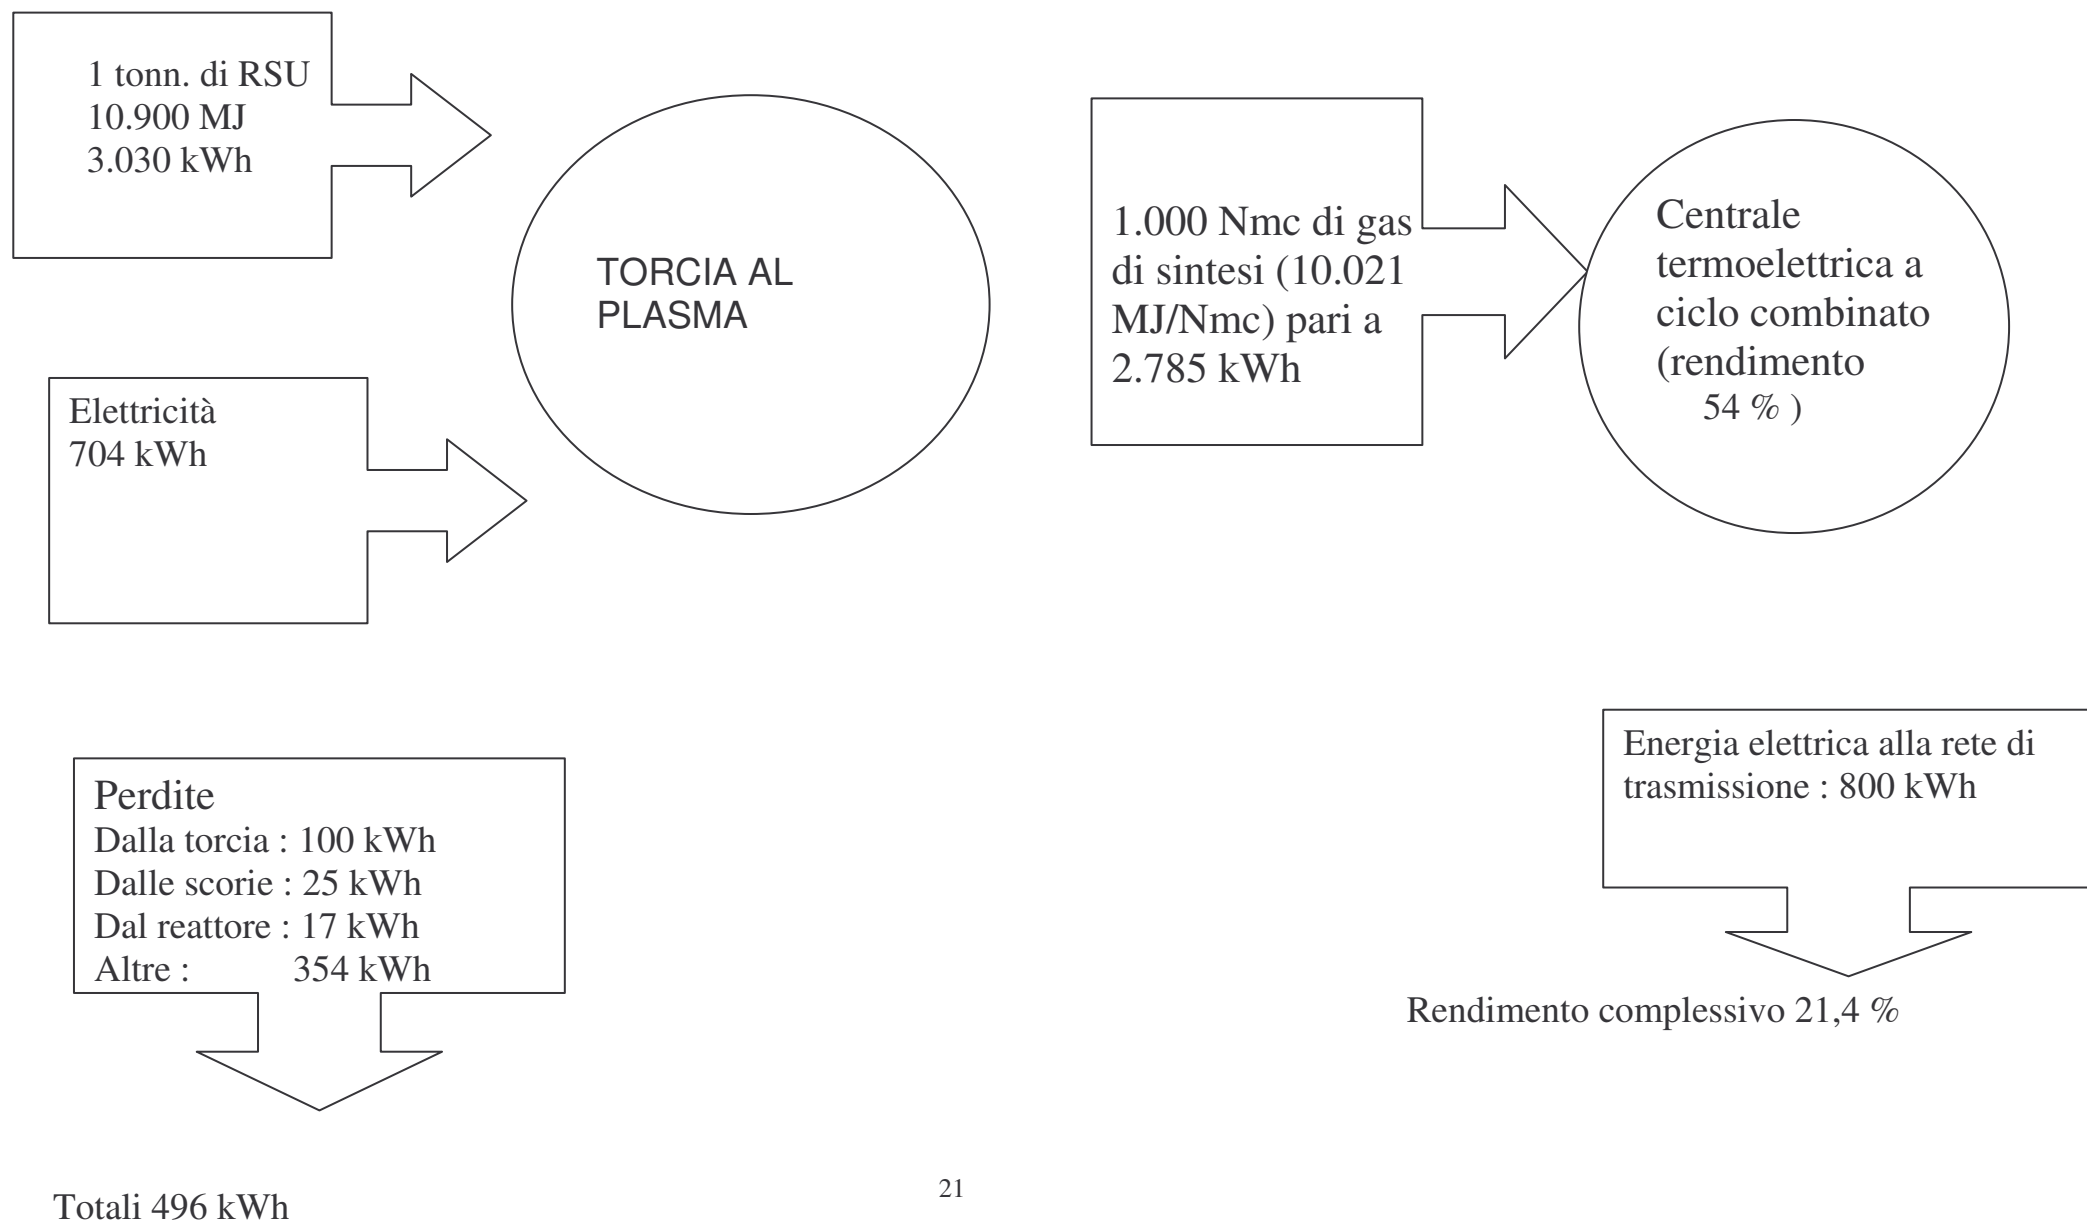 1 tonn. di RSU
10.900 MJ
3.030 kWh
TORCIA AL
PLASMA
1.000 Nmc di gas
di sintesi (10.021
MJ/Nmc) pari a
2.785 kWh
Centrale
termoelettrica a
ciclo combinato
(rendimento
54 % )
Elettricità
704 kWh
Perdite
Dalla torcia : 100 kWh
Dalle scorie : 25 kWh
Dal reattore : 17 kWh
Altre : 354 kWh
Energia elettrica alla rete di
trasmissione : 800 kWh
Rendimento complessivo 21,4 %
Totali 496 kWh
21